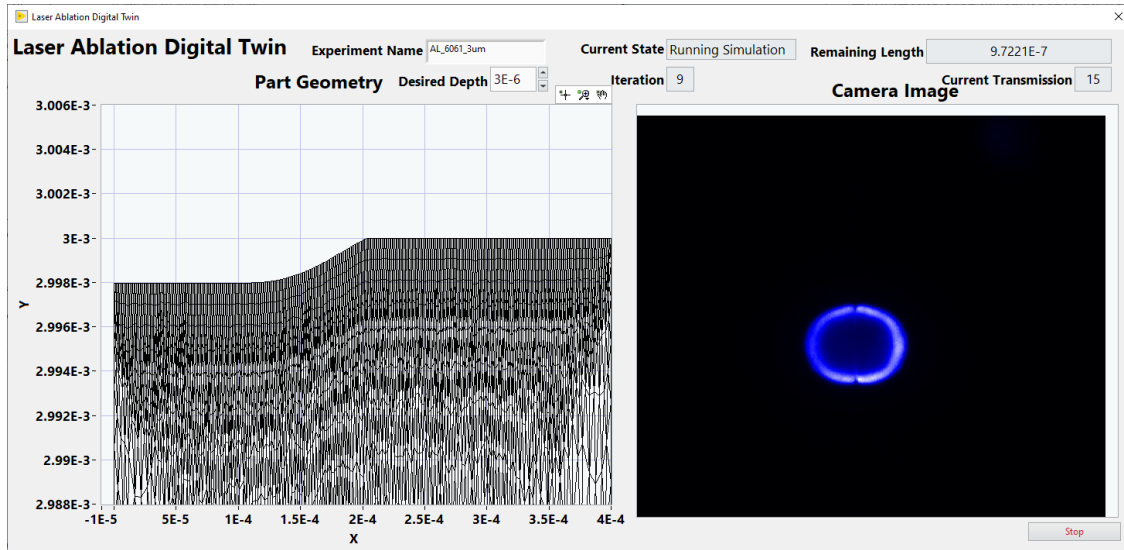 Laser Ablation Digital Twin
Laser Ablation Digital Twin
Experiment Name AL_6061_3um
Current State Running Simulation
Remaining Length 9.7221E-7
Part Geometry
Desired Depth 3E-6
Iteration 9
Current Transmission 15
Camera Image
3.006E-3
3.004E-3
3.002E-3
3E-3
2.998E-3
2.996E-3
2.994E-3
2.992E-3
2.99E-3
2.988E-3
Y
-1E-5 5E-5 1E-4 1.5E-4 2E-4 2.5E-4 3E-4 3.5E-4 4E-4
X
Stop